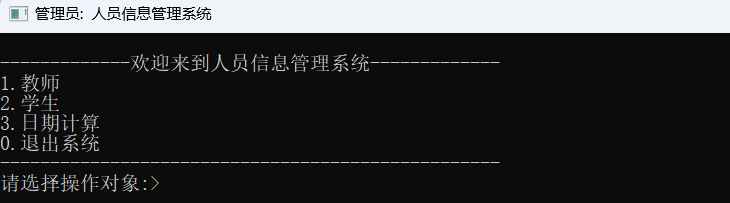 管理员: 人员信息管理系统
-------------欢迎来到人员信息管理系统-------------
1.教师
2.学生
3.日期计算
0.退出系统
--------------------------------------------------
请选择操作对象:>